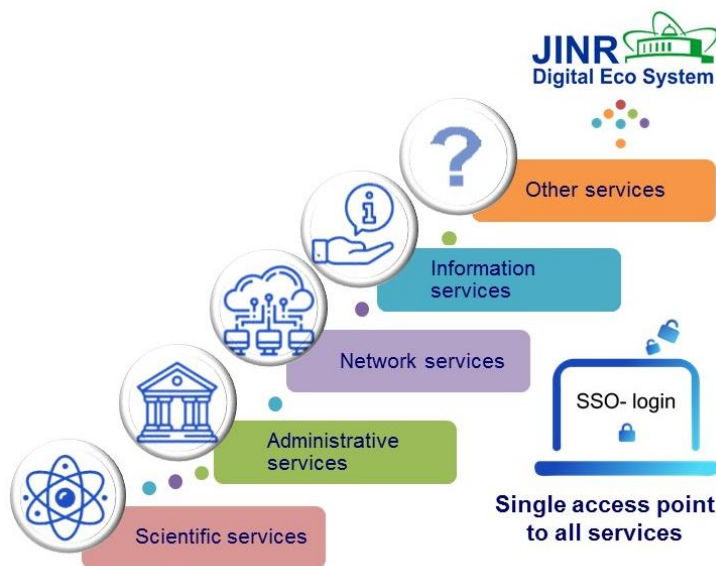 JINR
Digital Eco System
?
Other services
i
Information
services
Network services
SSO- login
Administrative
services
Single access point
to all services
Scientific services